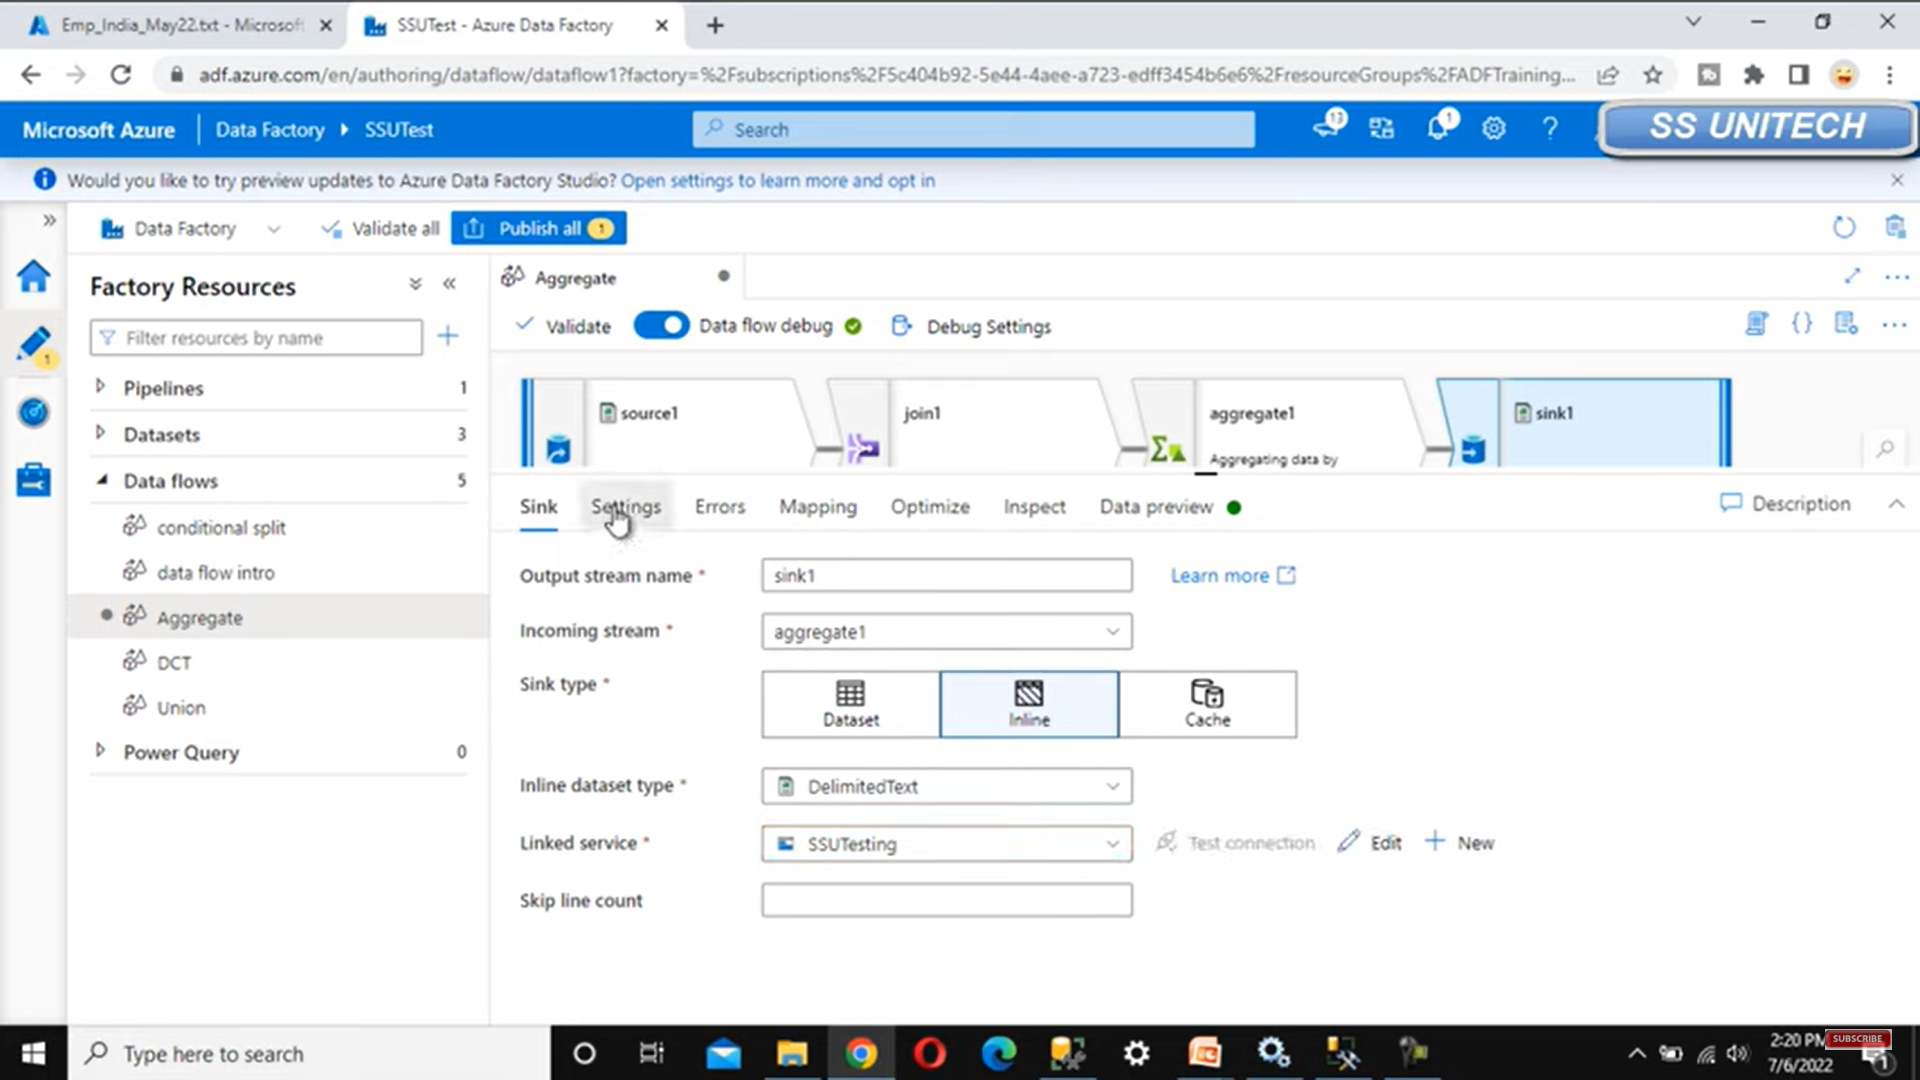 Emp_India_May22.txt - Microsoft
SSUTest - Azure Data Factory
adf.azure.com/en/authoring/dataflow/dataflow1?factory=%2Fsubscriptions%2F5c404b92-5e44-4aee-a723-edff3454b6e6%2FresourceGroups%2FADFTraining...
Microsoft Azure
Data Factory
SSUTest
Search
13
1
SS UNITECH
Would you like to try preview updates to Azure Data Factory Studio? Open settings to learn more and opt in
Data Factory
Validate all
Publish all 1
Factory Resources
Aggregate
Filter resources by name
Validate
Data flow debug
Debug Settings
1
Pipelines 1
Datasets 3
Data flows 5
conditional split
data flow intro
Aggregate
DCT
Union
Power Query 0
source1
join1
aggregate1
Aggregating data by
sink1
Sink
Settings
Errors
Mapping
Optimize
Inspect
Data preview
Description
Output stream name *
sink1
Learn more
Incoming stream *
aggregate1
Sink type *
Dataset
Inline
Cache
Inline dataset type *
DelimitedText
Linked service *
SSUTesting
Test connection
Edit
New
Skip line count
Type here to search
2:20 PM
SUBSCRIBE
7/6/2022
1